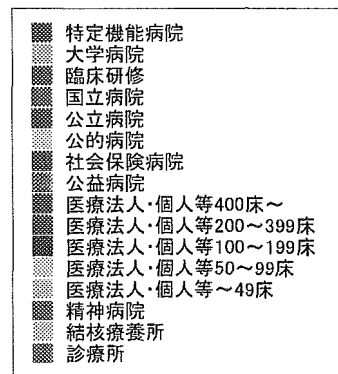 特定機能病院
大学病院
臨床研修
国立病院
公立病院
公的病院
社会保険病院
公益病院
医療法人・個人等400床～
医療法人・個人等200～399床
医療法人・個人等100～199床
医療法人・個人等50～99床
医療法人・個人等～49床
精神病院
結核療養所
診療所